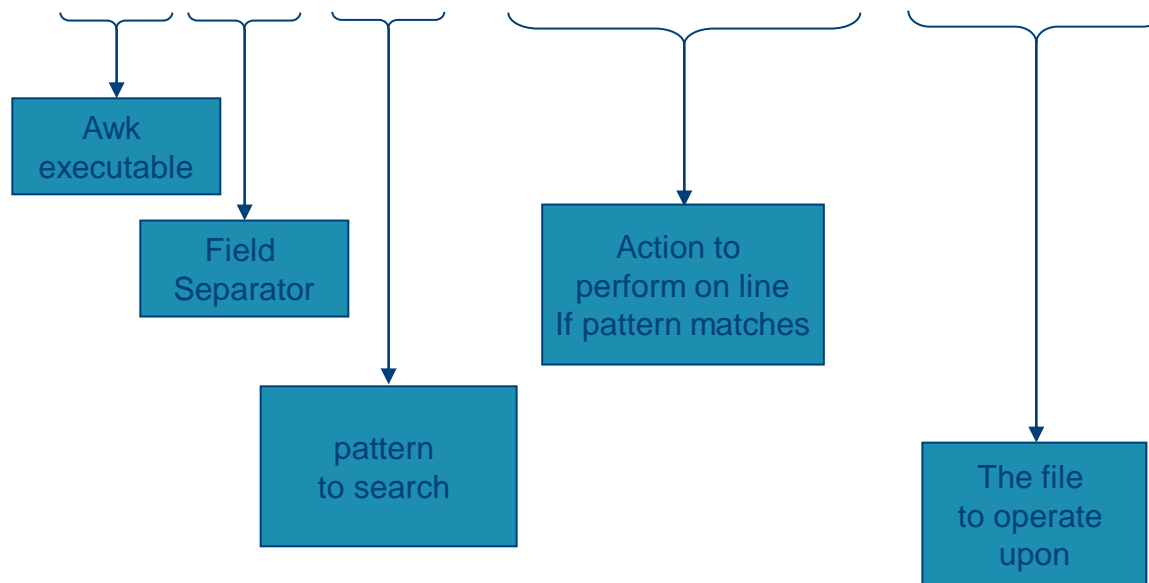 Awk
executable
Field
Separator
Action to
perform on line
If pattern matches
pattern
to search
The file
to operate
upon